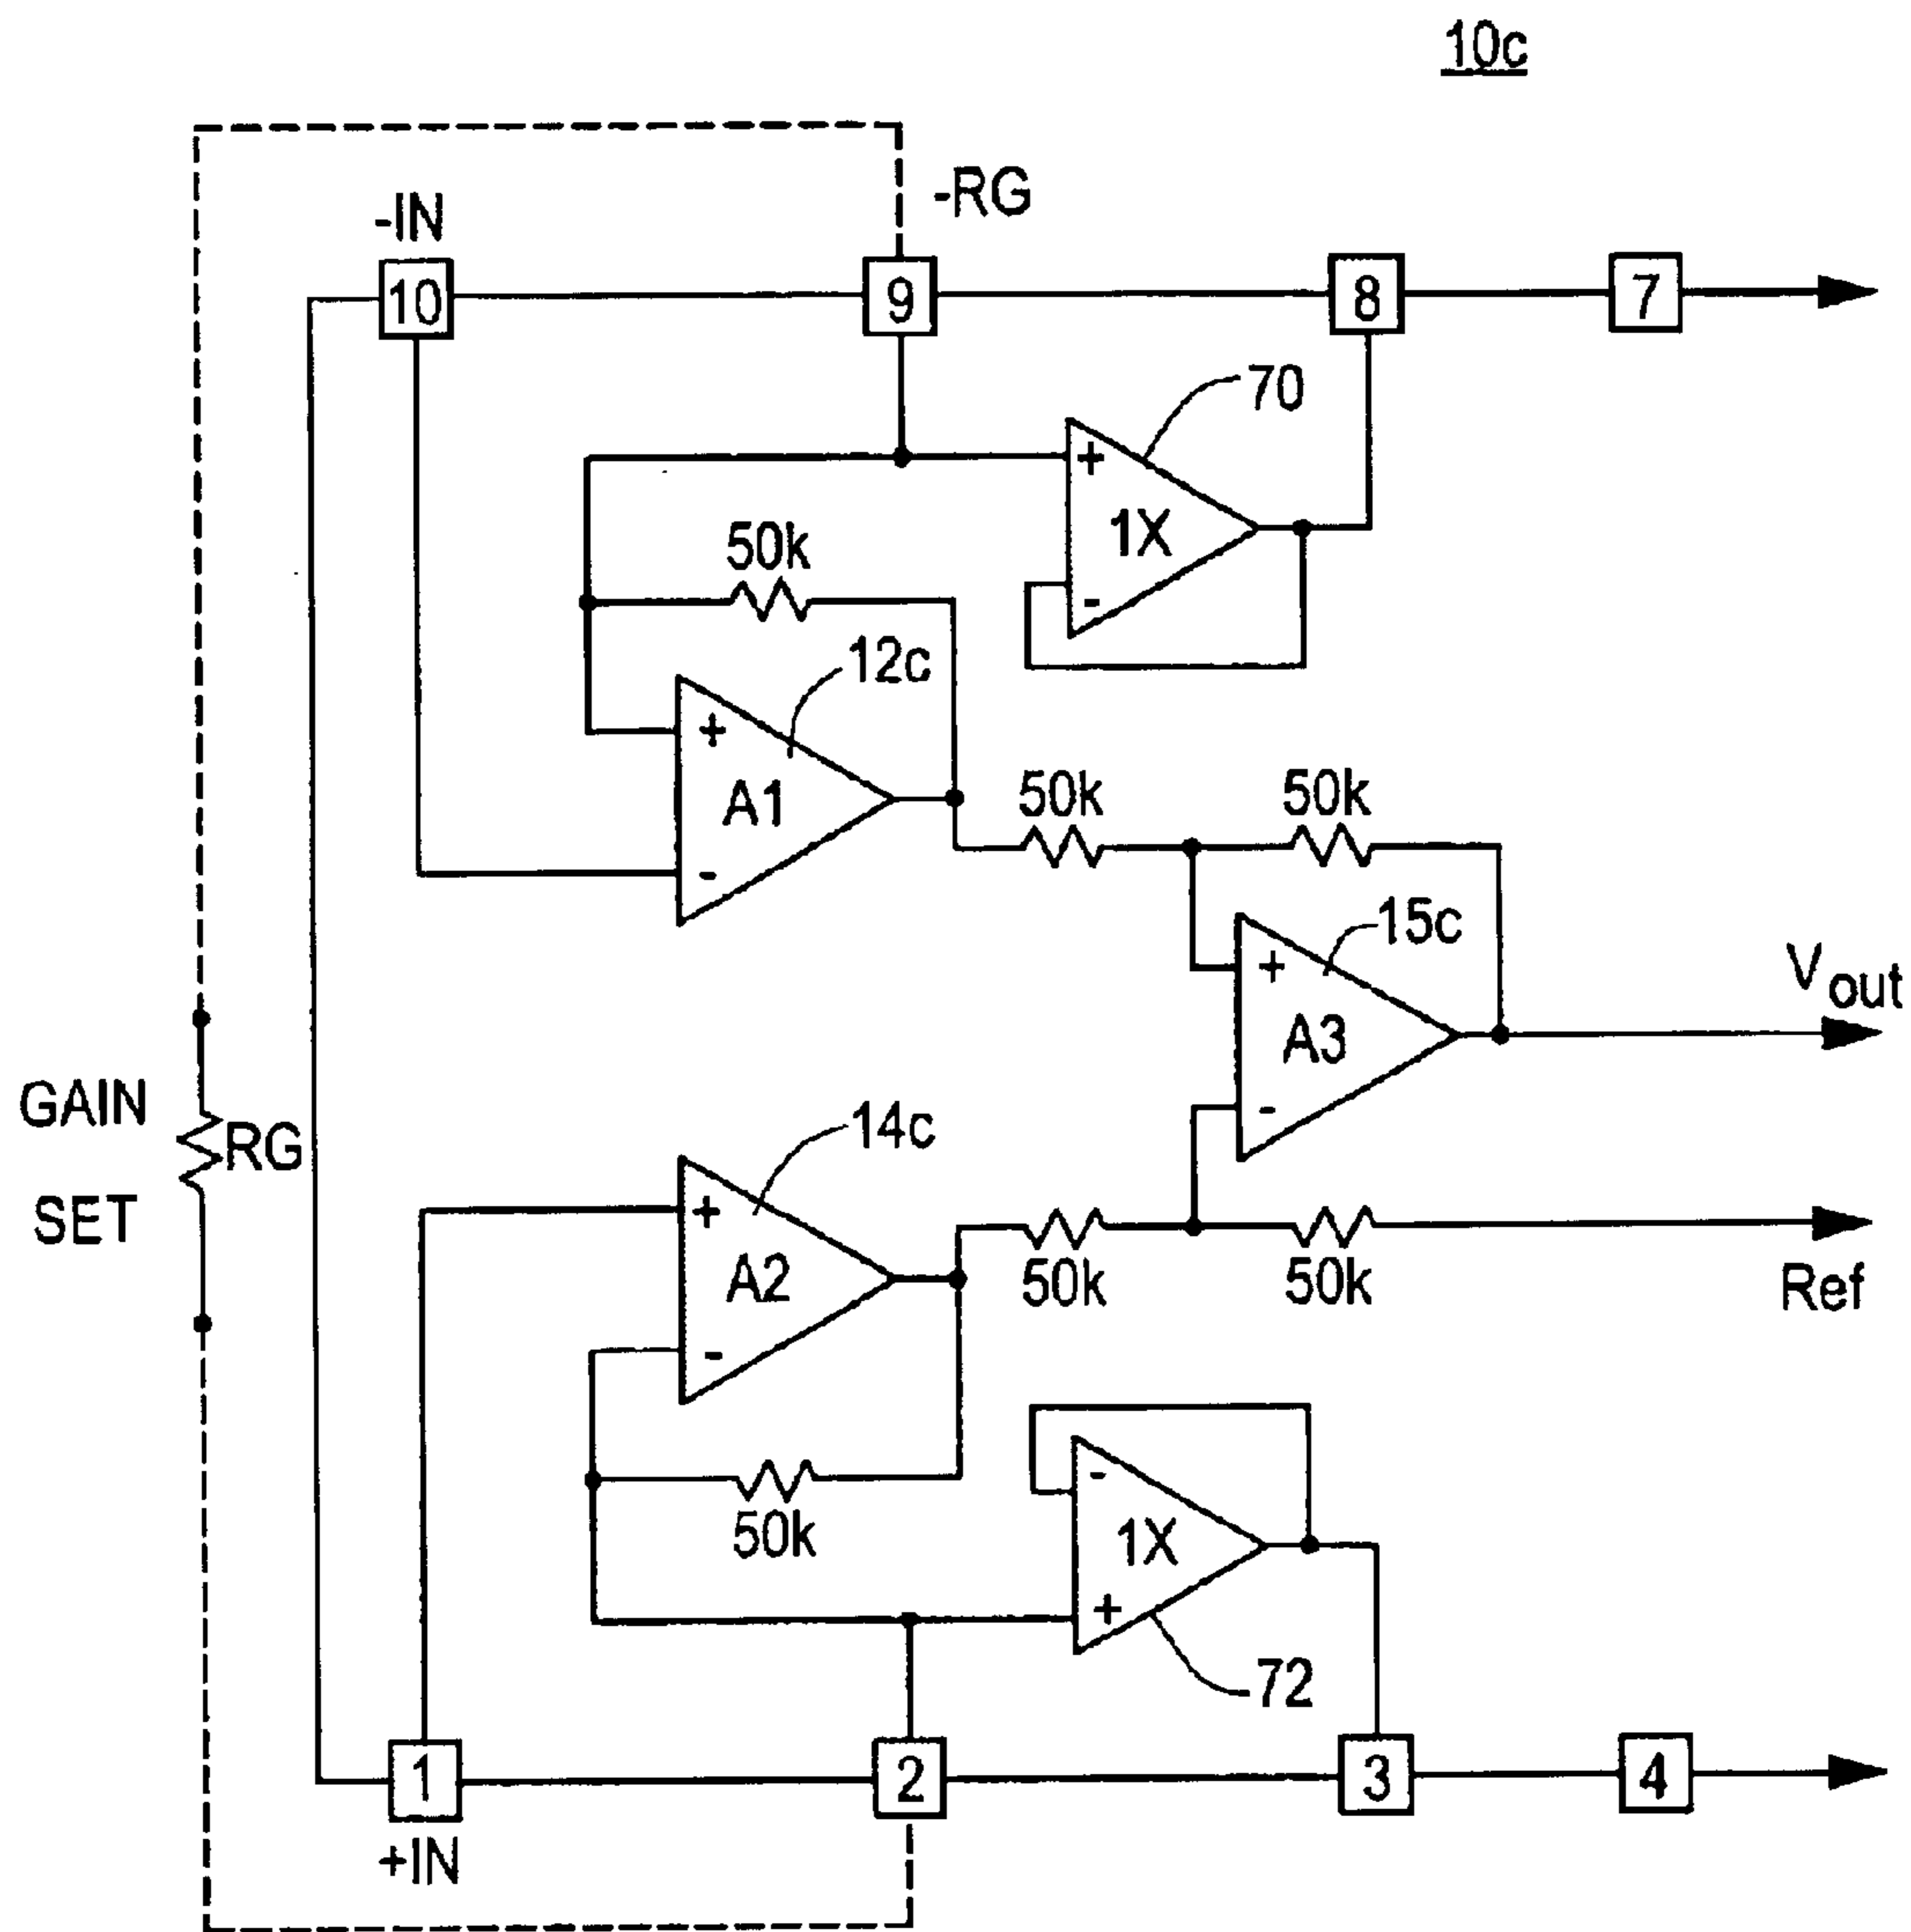 10c
-IN
-RG
10
9
8
7
70
+
1X
-
50k
12c
+
A1
-
50k
50k
15c
+
A3
-
Vout
GAIN
RG
SET
14c
+
A2
-
50k
50k
Ref
50k
-
1X
+
72
1
2
3
4
+IN